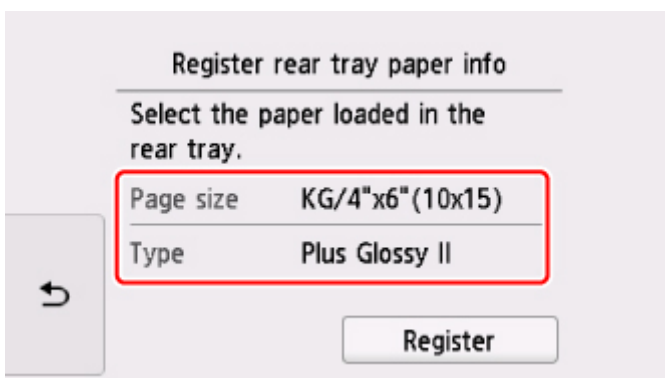 Register rear tray paper info
Select the paper loaded in the
rear tray.
Page size KG/4"x6"(10x15)
Type Plus Glossy II
Register